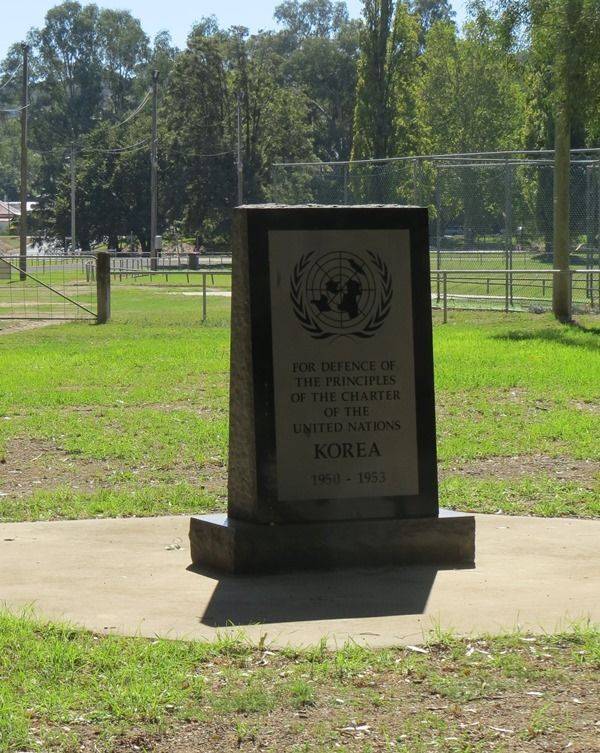 FOR DEFENCE OF
THE PRINCIPLES
OF THE CHARTER
OF THE
UNITED NATIONS
KOREA
1950 - 1953